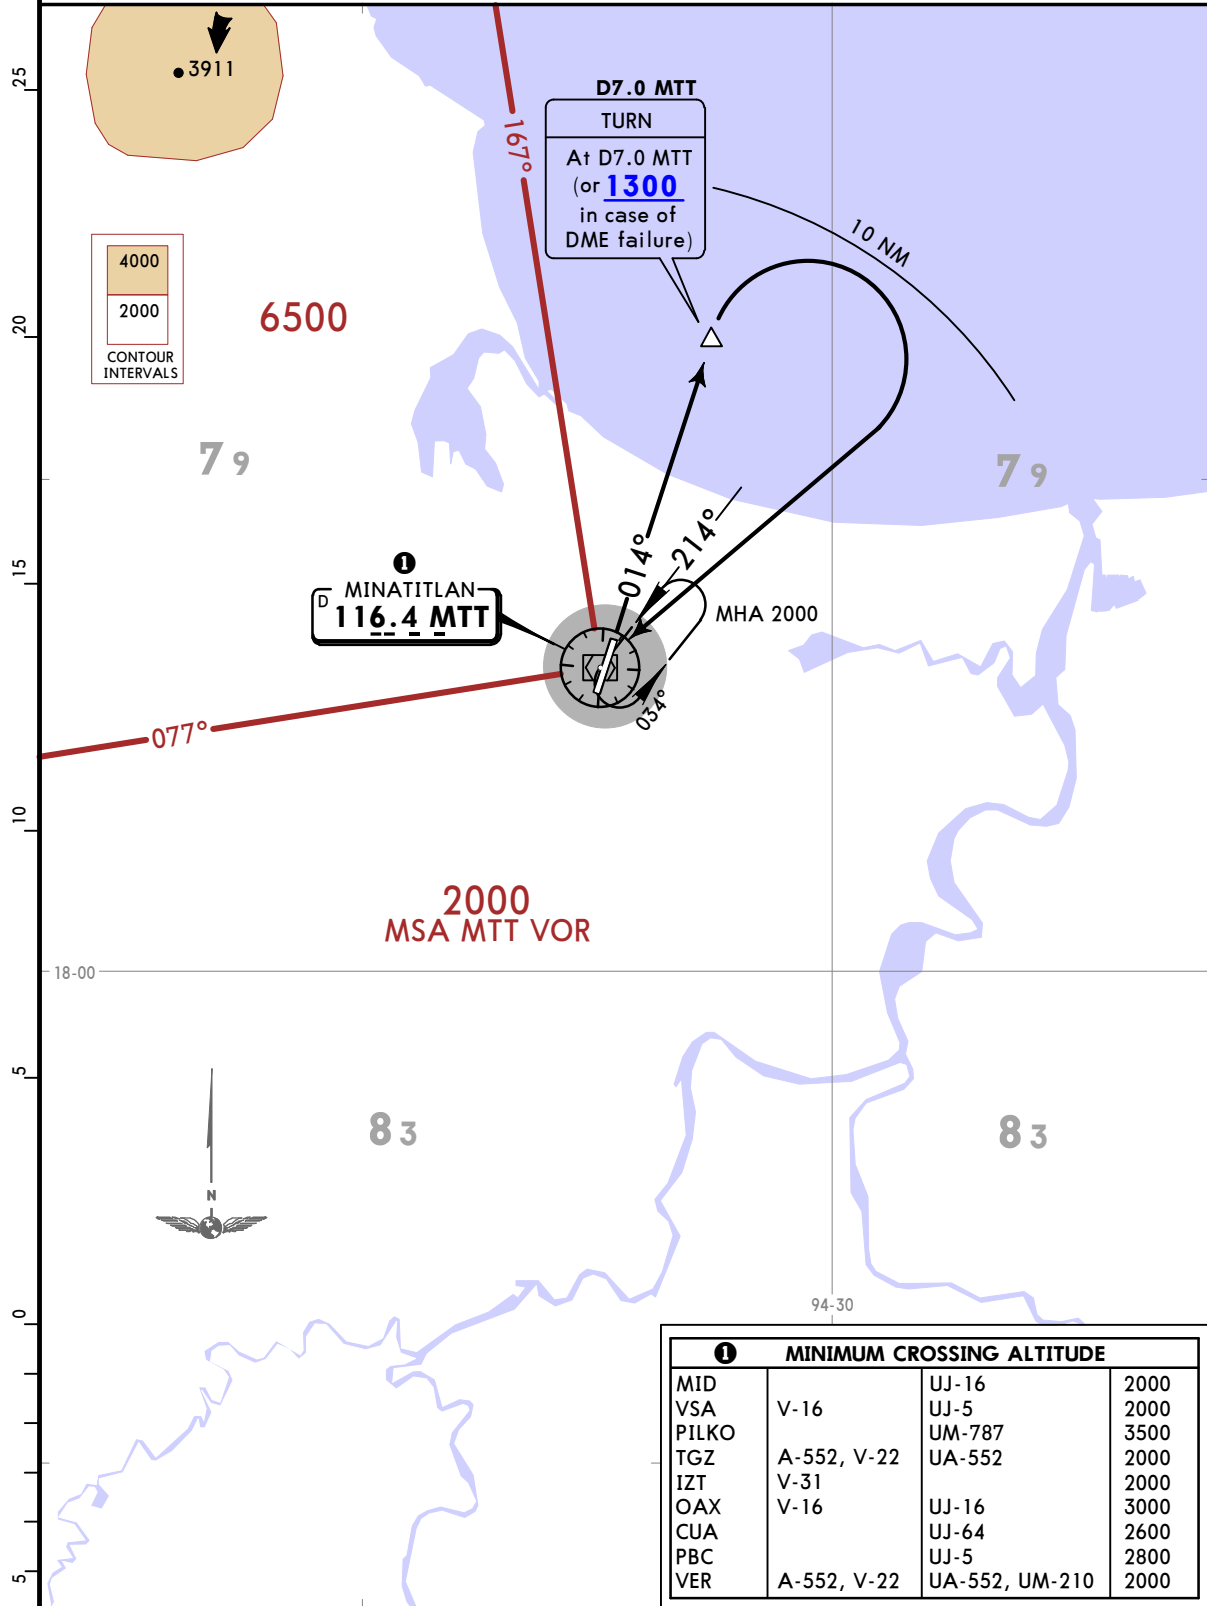 25
20
15
10
5
0
5
3911
4000
2000
CONTOUR
INTERVALS
6500
167°
D7.0 MTT
TURN
At D7.0 MTT
(or 1300
in case of
DME failure)
10 NM
7 9
7 9
1
MINATITLAN
D 116.4 MTT
014°
214°
MHA 2000
034°
077°
2000
MSA MTT VOR
18-00
8 3
8 3
N
94-30
1 MINIMUM CROSSING ALTITUDE
MID UJ-16 2000
VSA V-16 UJ-5 2000
PILKO UM-787 3500
TGZ A-552, V-22 UA-552 2000
IZT V-31 2000
OAX V-16 UJ-16 3000
CUA UJ-64 2600
PBC UJ-5 2800
VER A-552, V-22 UA-552, UM-210 2000